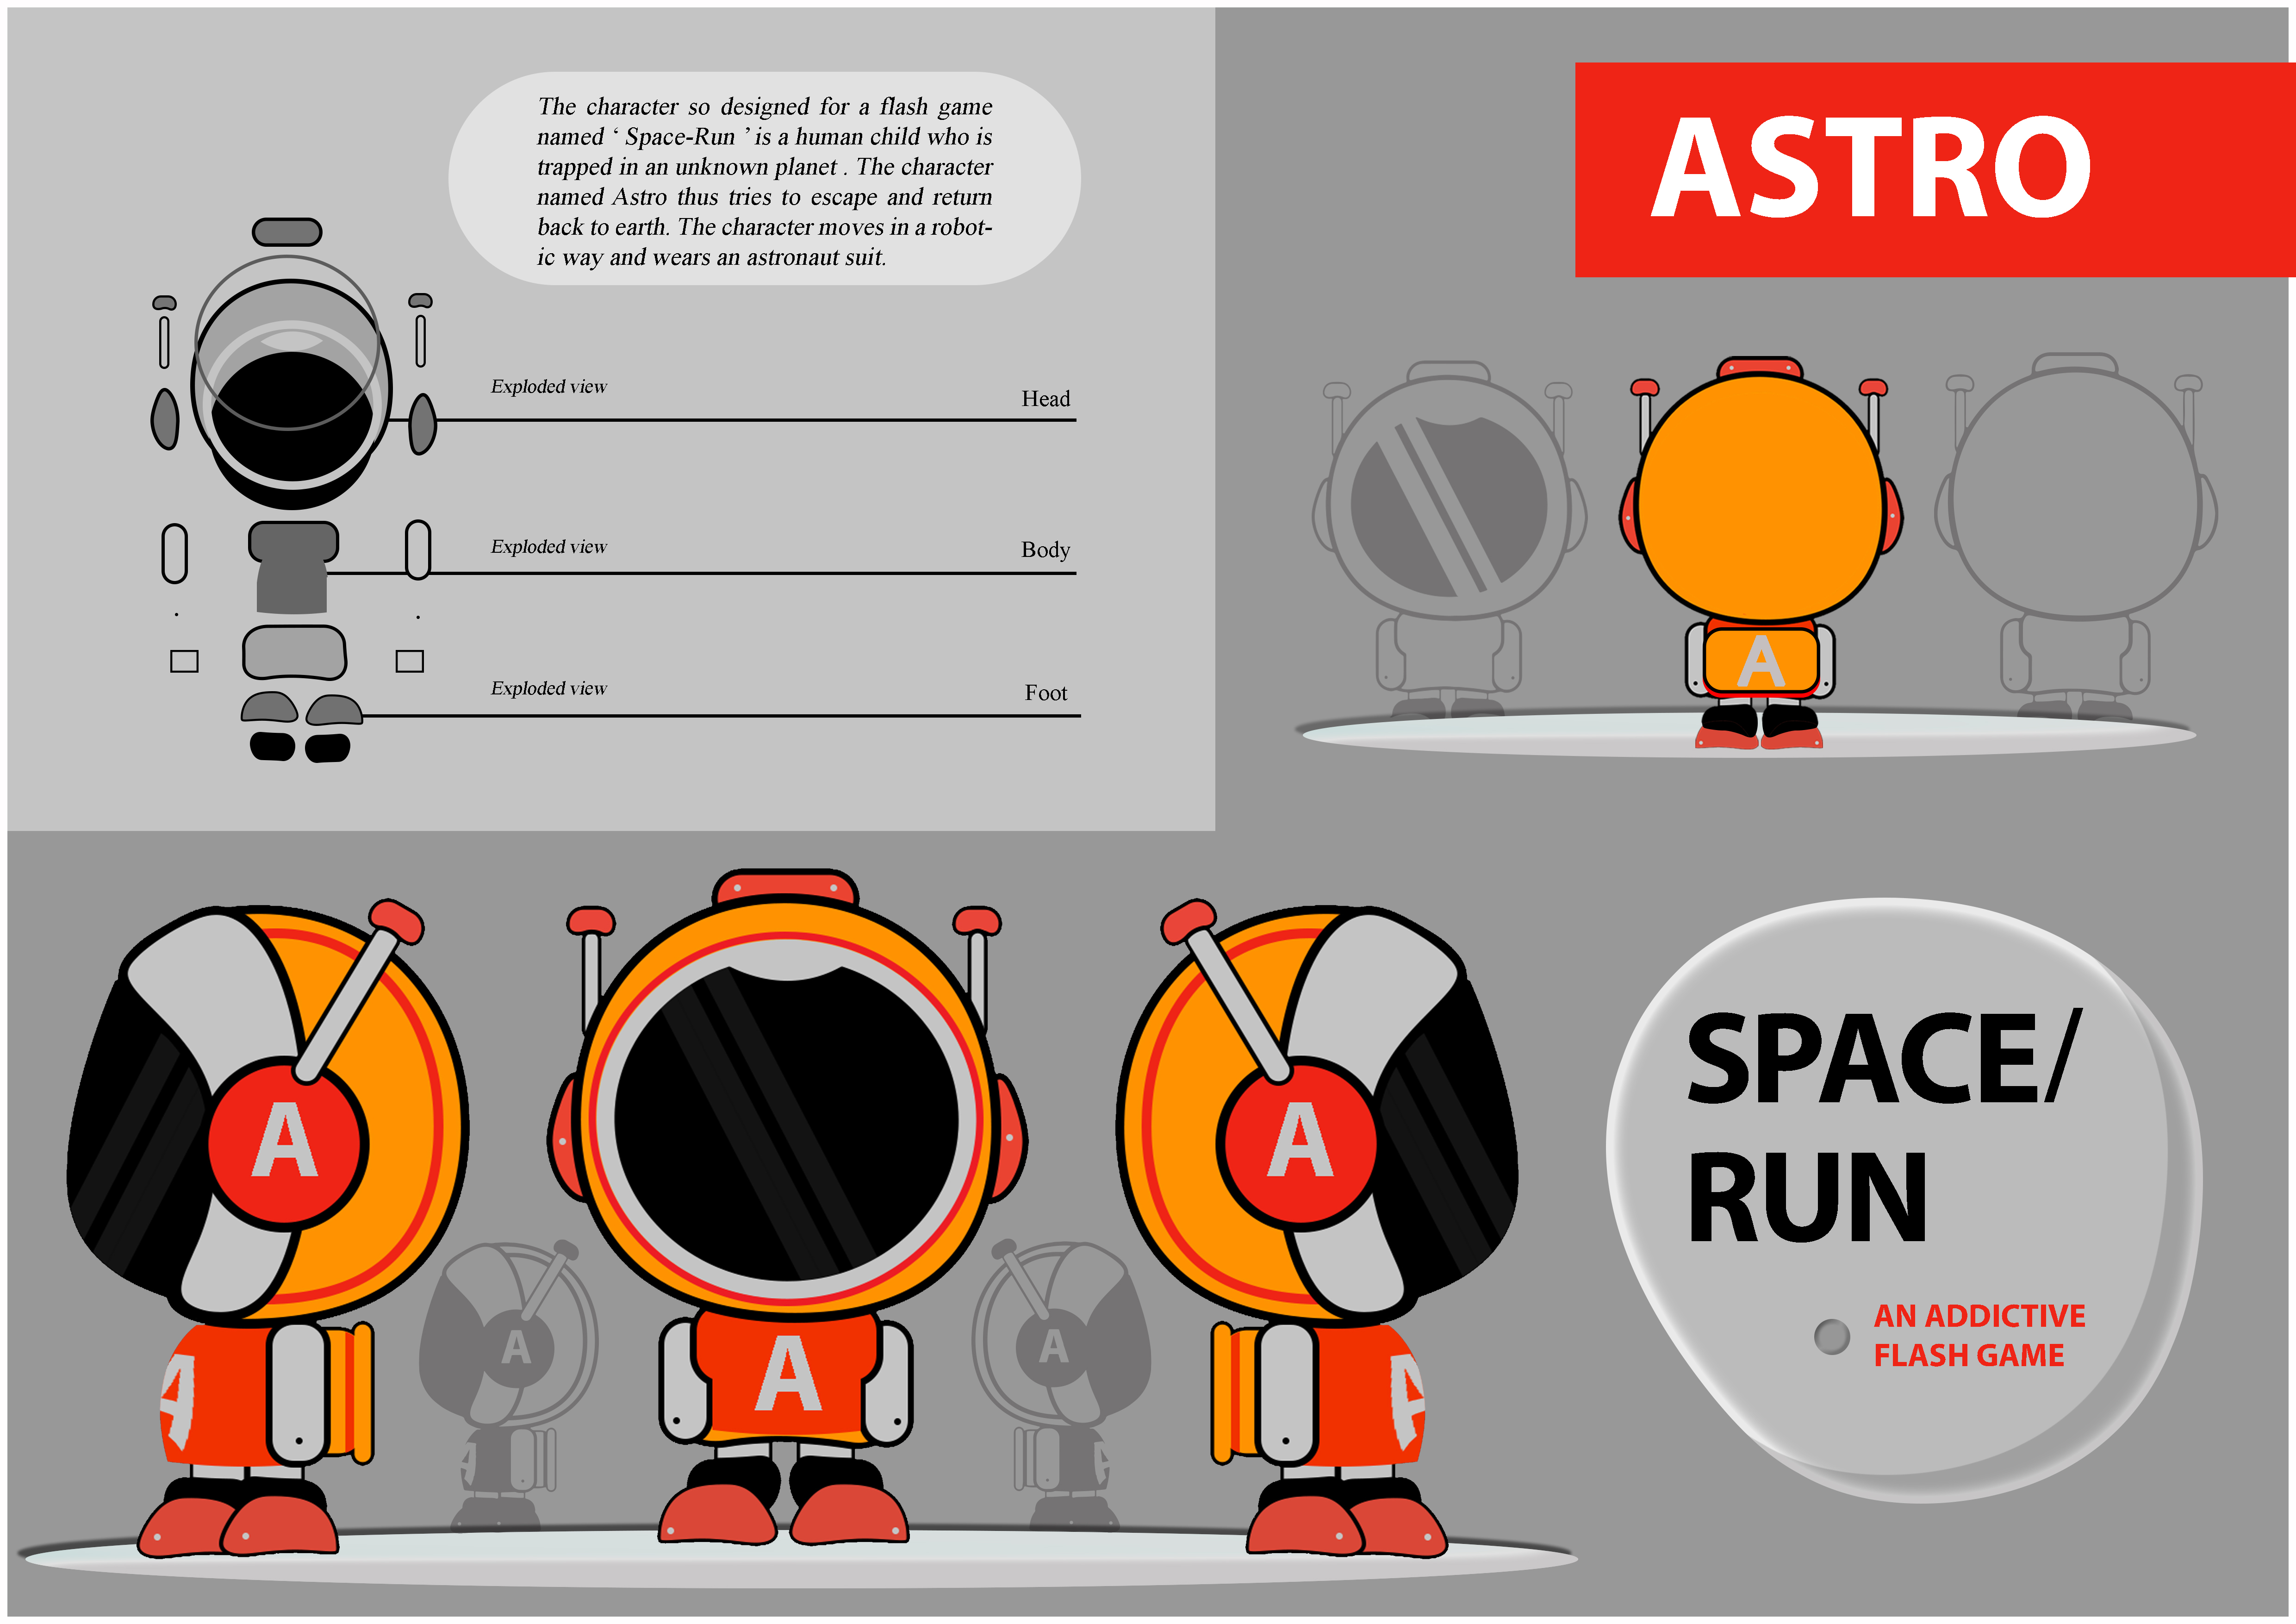 The character so designed for a flash game
named ‘ Space-Run ’ is a human child who is
trapped in an unknown planet . The character
named Astro thus tries to escape and return
back to earth. The character moves in a robot-
ic way and wears an astronaut suit.
ASTRO
Exploded view
Head
Exploded view
Body
Exploded view
Foot
A
A
A
A
A
A
A
A
A
SPACE/
RUN
AN ADDICTIVE
FLASH GAME